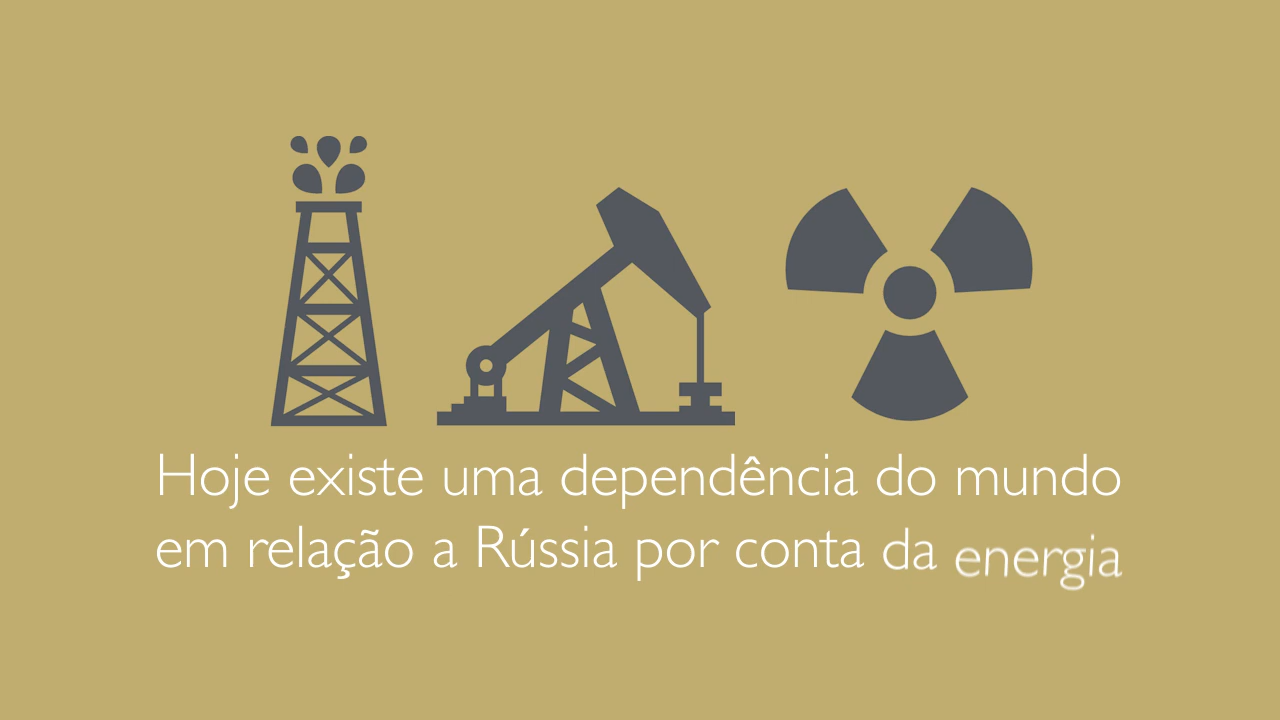 Hoje existe uma dependência do mundo
em relação a Rússia por conta da energia